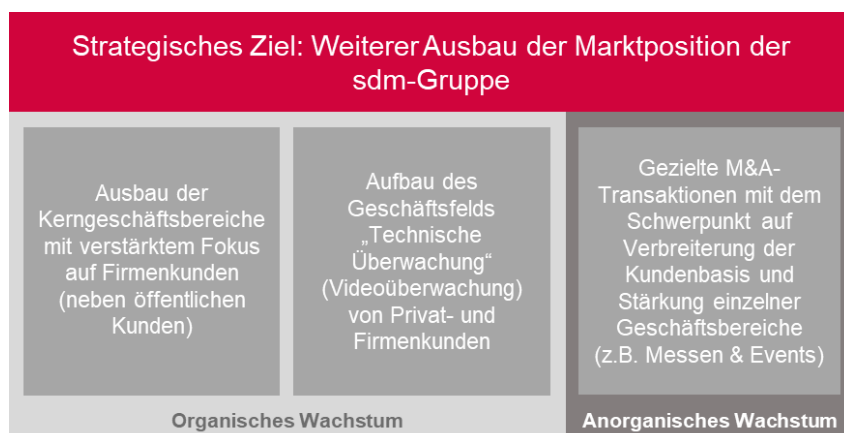 Strategisches Ziel: Weiterer Ausbau der Marktposition der
sdm-Gruppe
Ausbau der
Kerngeschäftsbereiche
mit verstärktem Fokus
auf Firmenkunden
(neben öffentlichen
Kunden)
Aufbau des
Geschäftsfelds
„Technische
Überwachung“
(Videoüberwachung)
von Privat- und
Firmenkunden
Gezielte M&A-
Transaktionen mit dem
Schwerpunkt auf
Verbreiterung der
Kundenbasis und
Stärkung einzelner
Geschäftsbereiche
(z.B. Messen & Events)
Organisches Wachstum
Anorganisches Wachstum